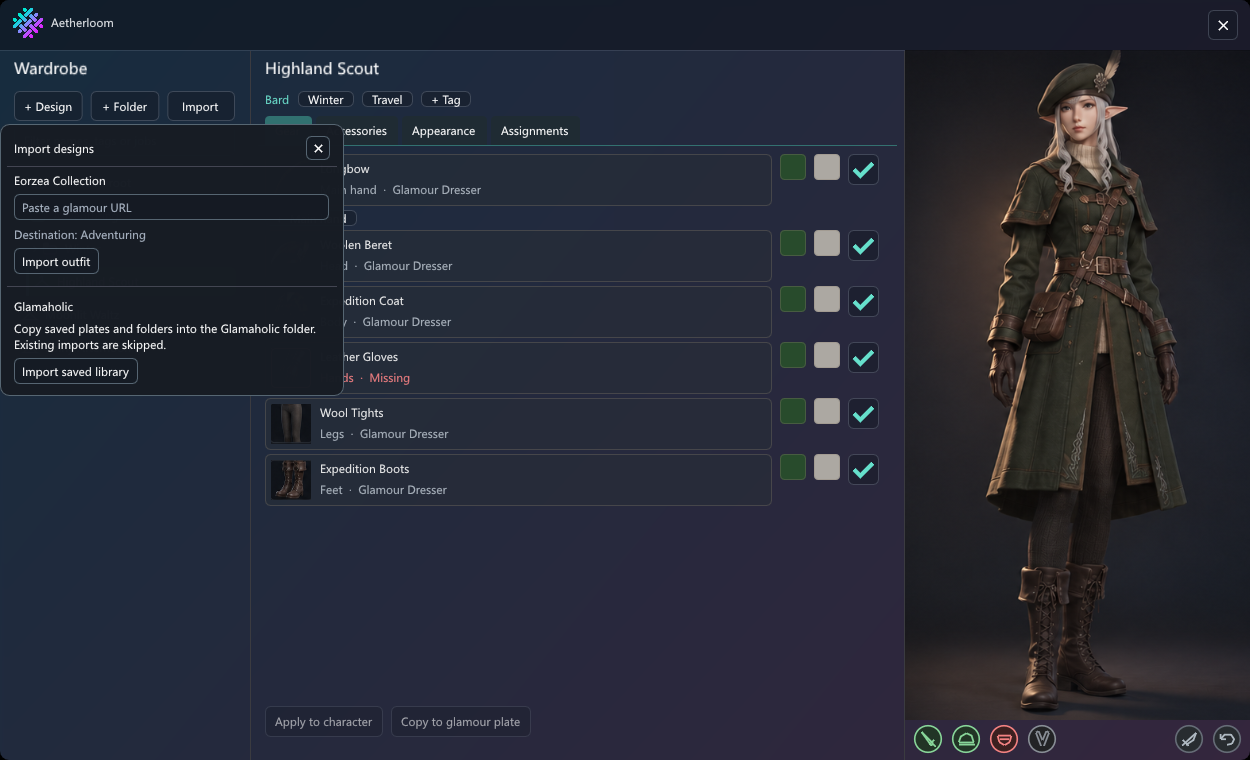 Aetherloom
Wardrobe
+ Design
+ Folder
Import
Import designs
Eorzea Collection
Paste a glamour URL
Destination: Adventuring
Import outfit
Glamaholic
Copy saved plates and folders into the Glamaholic folder.
Existing imports are skipped.
Import saved library
Highland Scout
Bard
Winter
Travel
+ Tag
Appearance
Assignments
hand · Glamour Dresser
Beret
· Glamour Dresser
Coat
· Glamour Dresser
Gloves
· Missing
Wool Tights
Legs · Glamour Dresser
Expedition Boots
Feet · Glamour Dresser
Apply to character
Copy to glamour plate